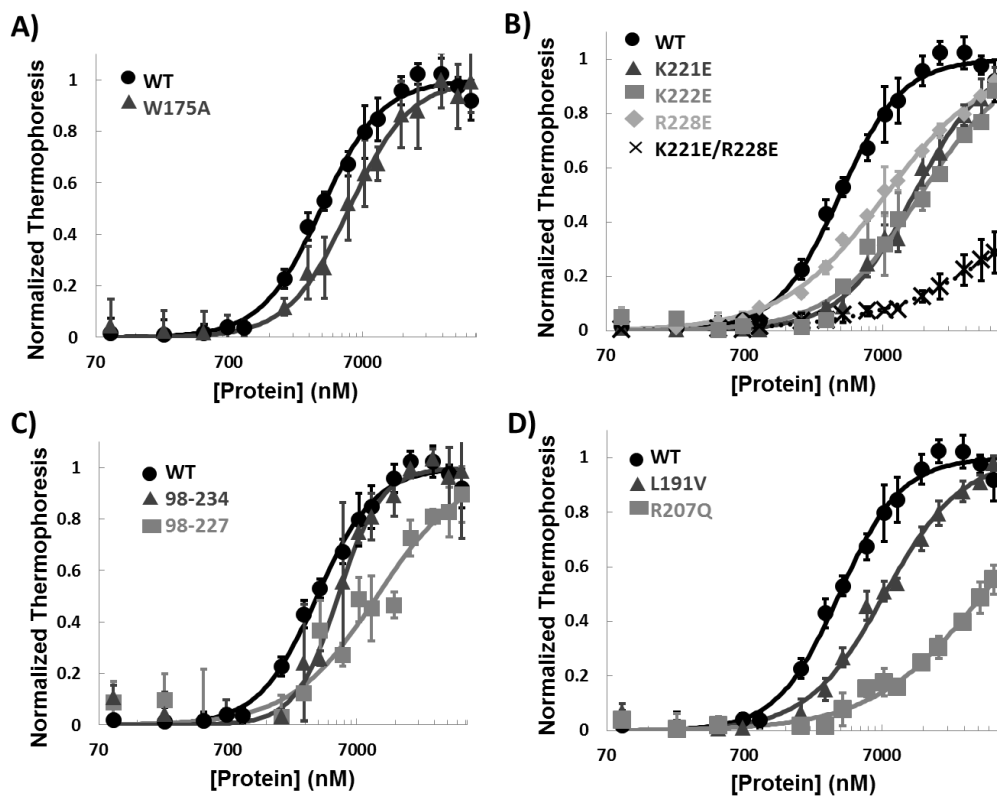 A)
Normalized Thermophoresis
1
0.8
0.6
0.4
0.2
0
WT
W175A
70
700
7000
[Protein] (nM)
B)
Normalized Thermophoresis
1
0.8
0.6
0.4
0.2
0
WT
K221E
K222E
R228E
K221E/R228E
70
700
7000
[Protein] (nM)
C)
Normalized Thermophoresis
1
0.8
0.6
0.4
0.2
0
WT
98-234
98-227
70
700
7000
[Protein] (nM)
D)
Normalized Thermophoresis
1
0.8
0.6
0.4
0.2
0
WT
L191V
R207Q
70
700
7000
[Protein] (nM)